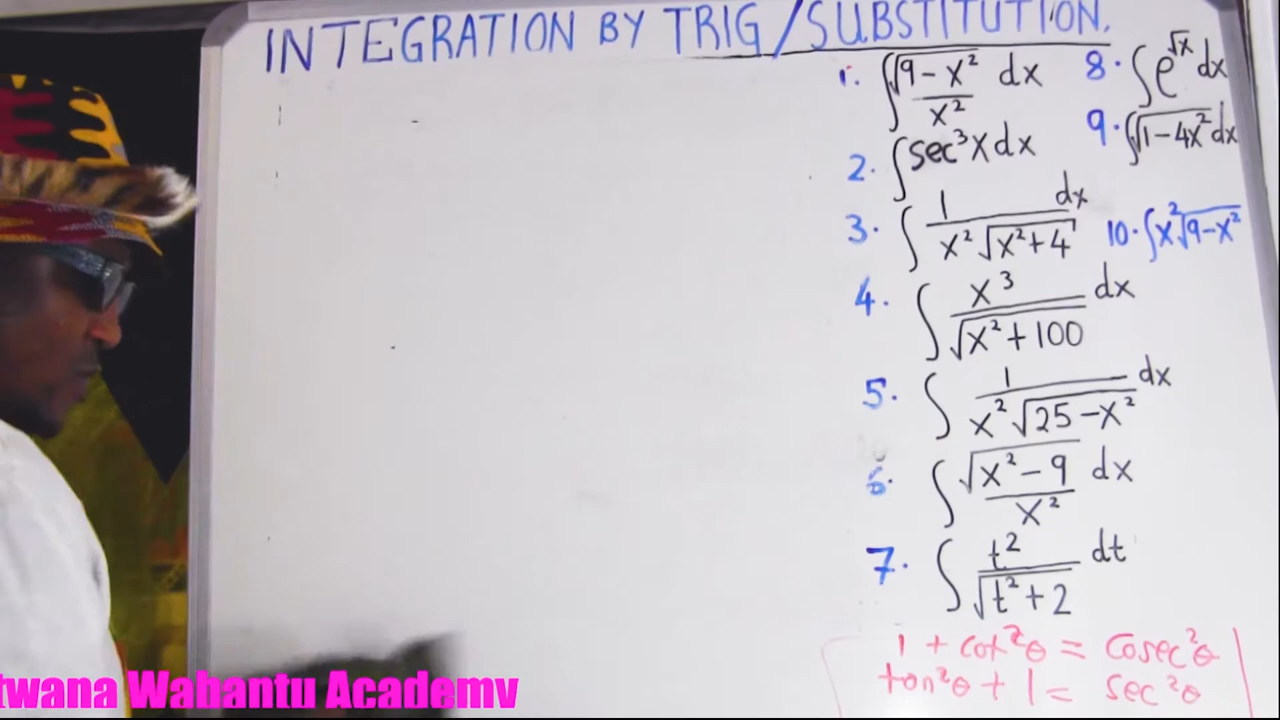 INTEGRATION BY TRIG/SUBSTITUTION.
1. ∫ √(9 - x²) / x² dx
2. ∫ sec³x dx
3. ∫ 1 / (x² √(x² + 4)) dx
4. ∫ x³ / √(x² + 100) dx
5. ∫ 1 / (x² √(25 - x²)) dx
6. ∫ √(x² - 9) / x² dx
7. ∫ t² / √(t² + 2) dt
8. ∫ e^√x dx
9. ∫ √(1 - 4x²) dx
10. ∫ x² √(9 - x²)
1 + cot²θ = cosec²θ
tan²θ + 1 = sec²θ
twana Wabantu Academy